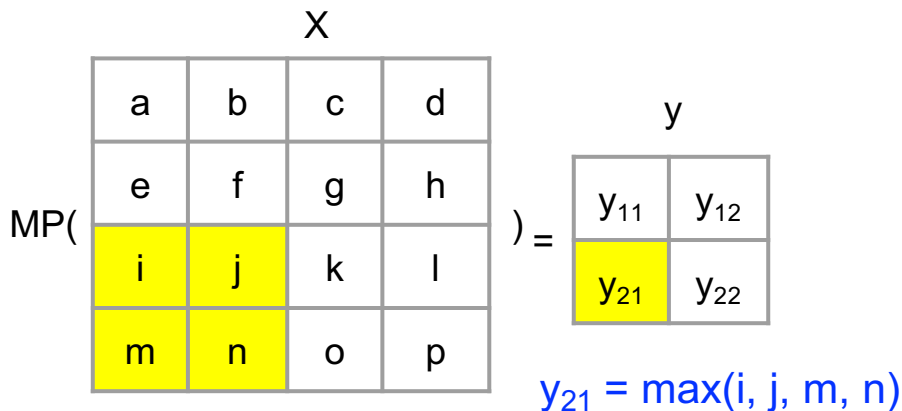 X
a b c d
y
e f g h
y₁₁ y₁₂
MP( ) =
i j k l
y₂₁ y₂₂
m n o p
y₂₁ = max(i, j, m, n)